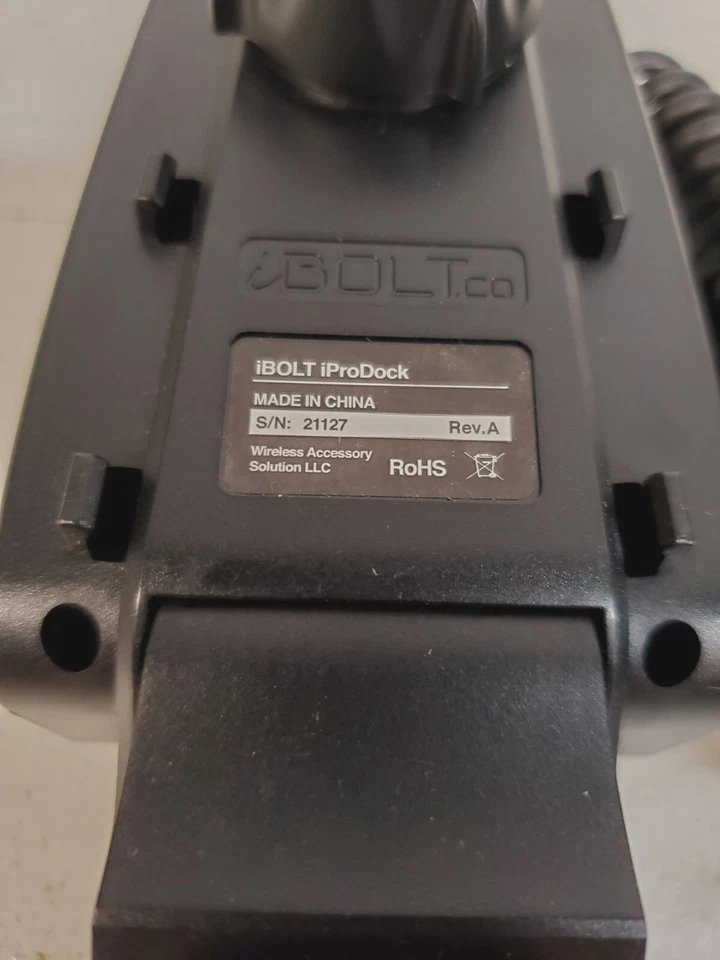 iBOLT.co
iBOLT iProDock
MADE IN CHINA
S/N: 21127 Rev.A
Wireless Accessory
Solution LLC RoHS